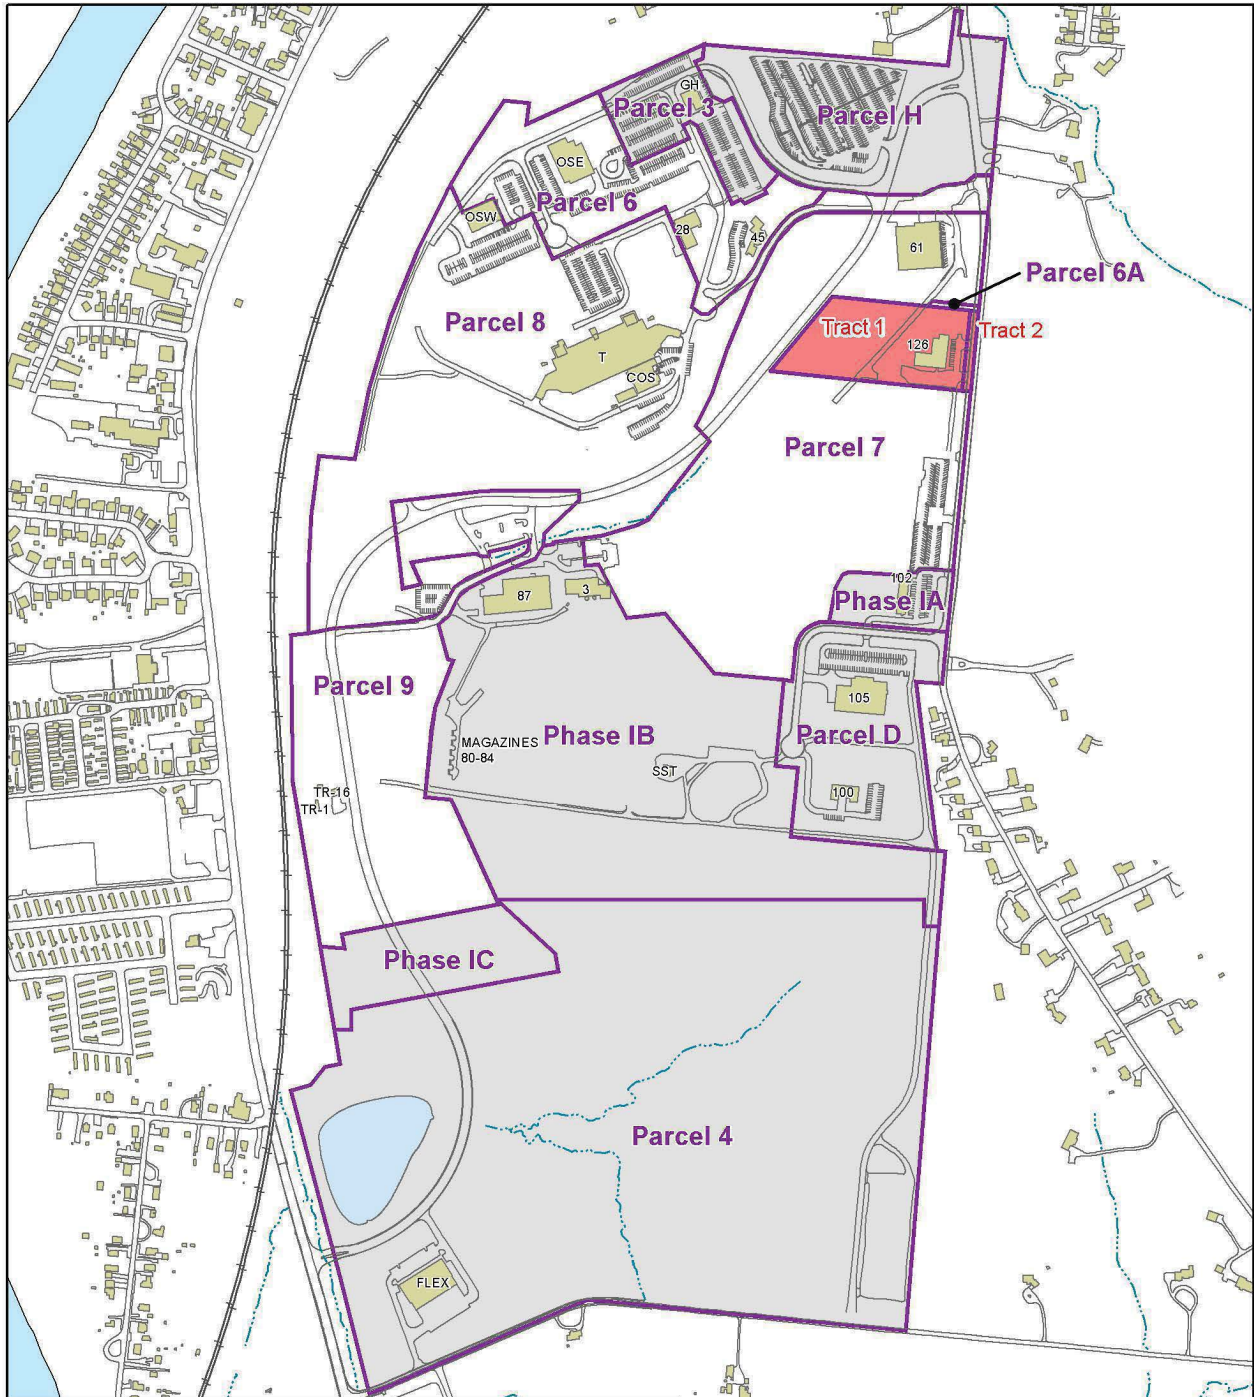 GH
Parcel 3
Parcel H
OSE
Parcel 6
OSW
28
45
61
Parcel 6A
Parcel 8
Tract 1
Tract 2
126
T
COS
Parcel 7
102
Phase IA
87
3
Parcel 9
105
Phase IB
Parcel D
MAGAZINES
80-84
SST
TR-16
TR-1
100
Phase IC
Parcel 4
FLEX